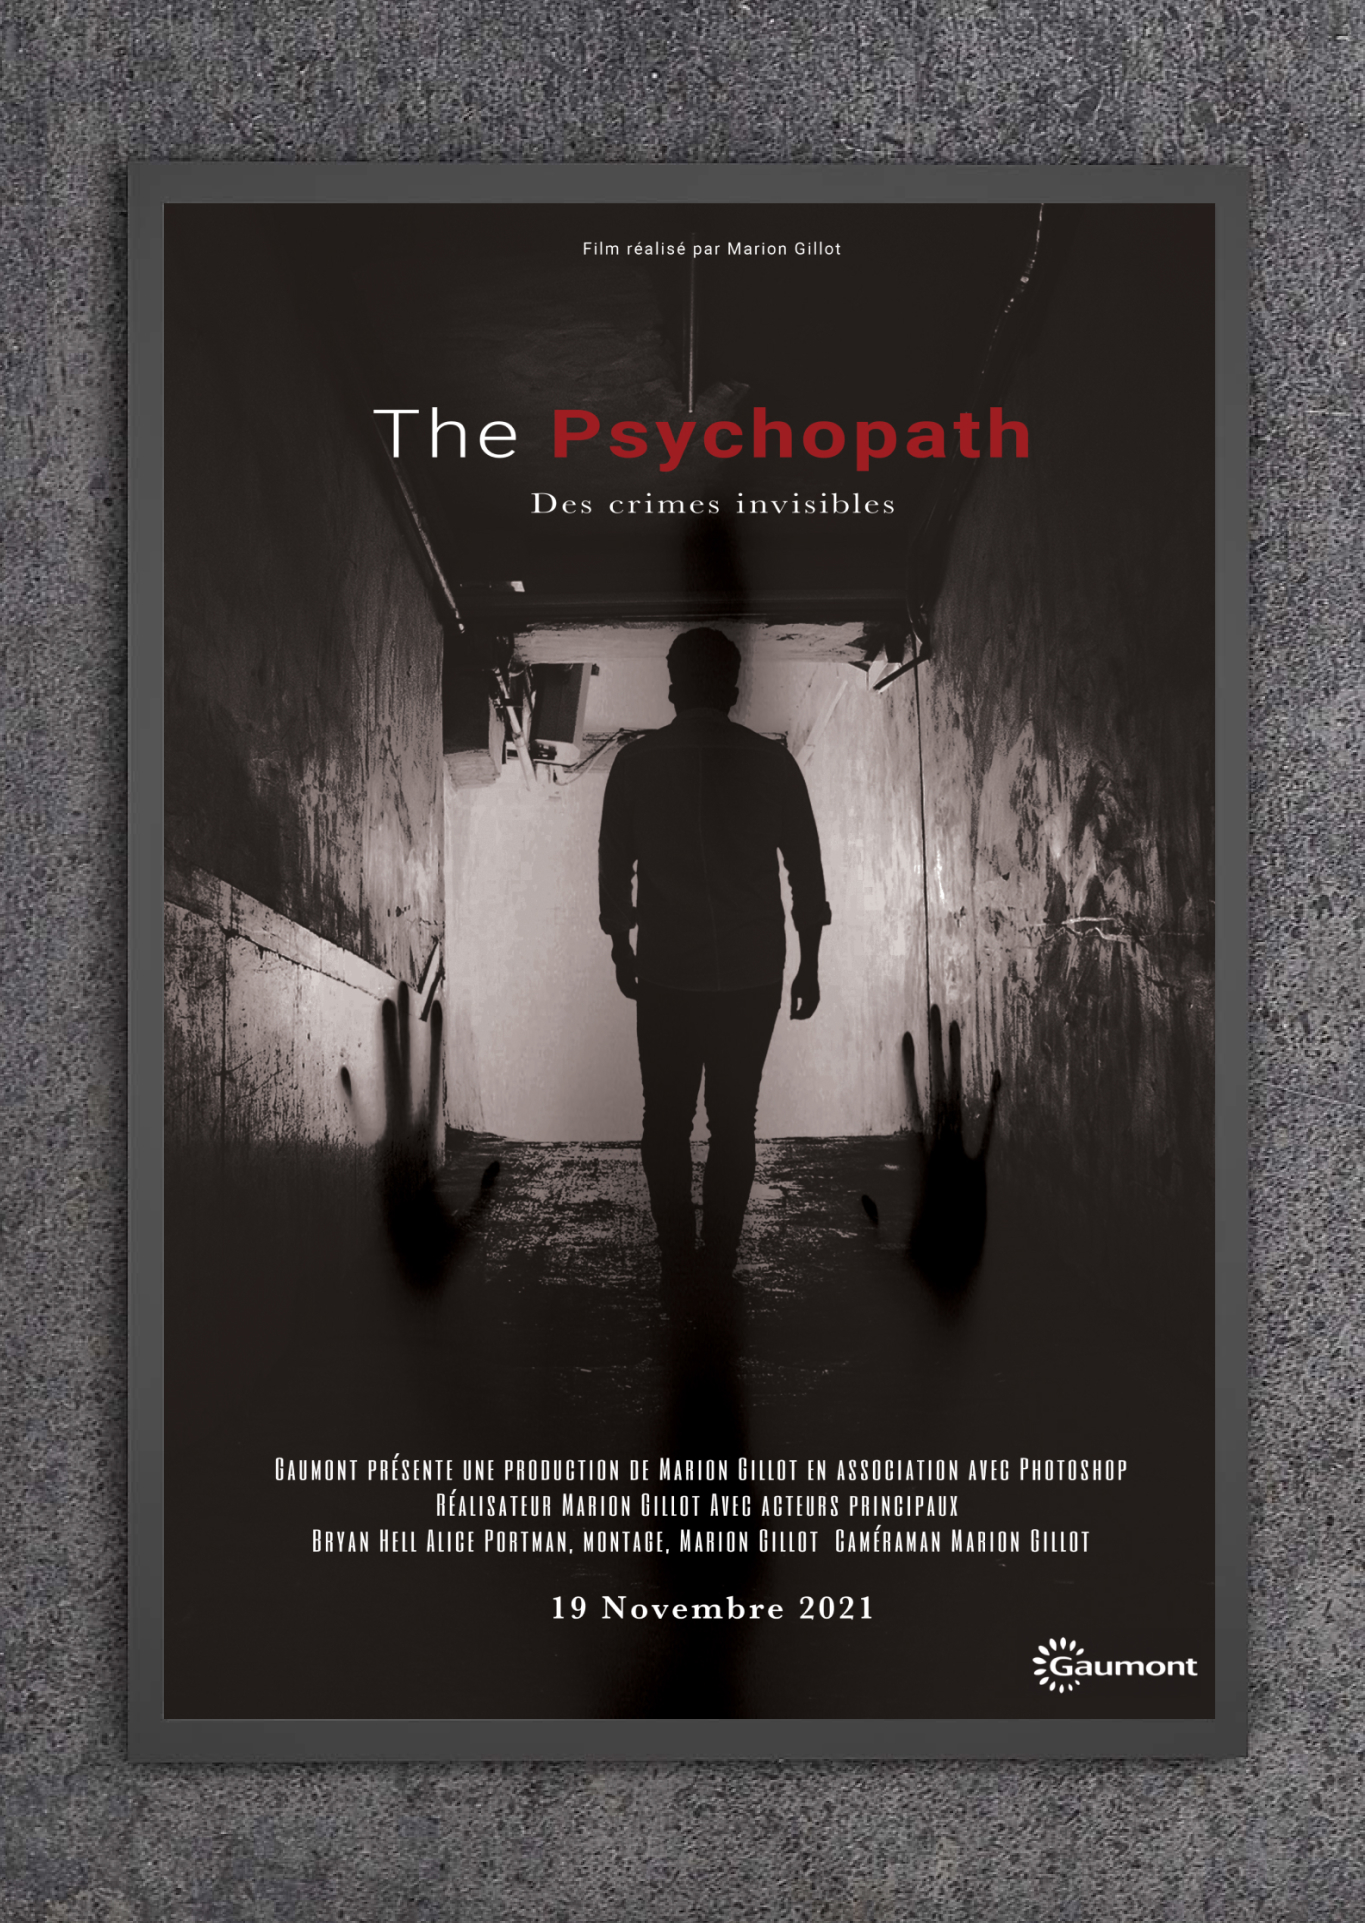 Film réalisé par Marion Gillot
The Psychopath
Des crimes invisibles
Gaumont présente une production de Marion Gillot en association avec Photoshop
Réalisateur Marion Gillot Avec acteurs principaux
Bryan Hell Alice Portman, montage, Marion Gillot Caméraman Marion Gillot
19 Novembre 2021
Gaumont